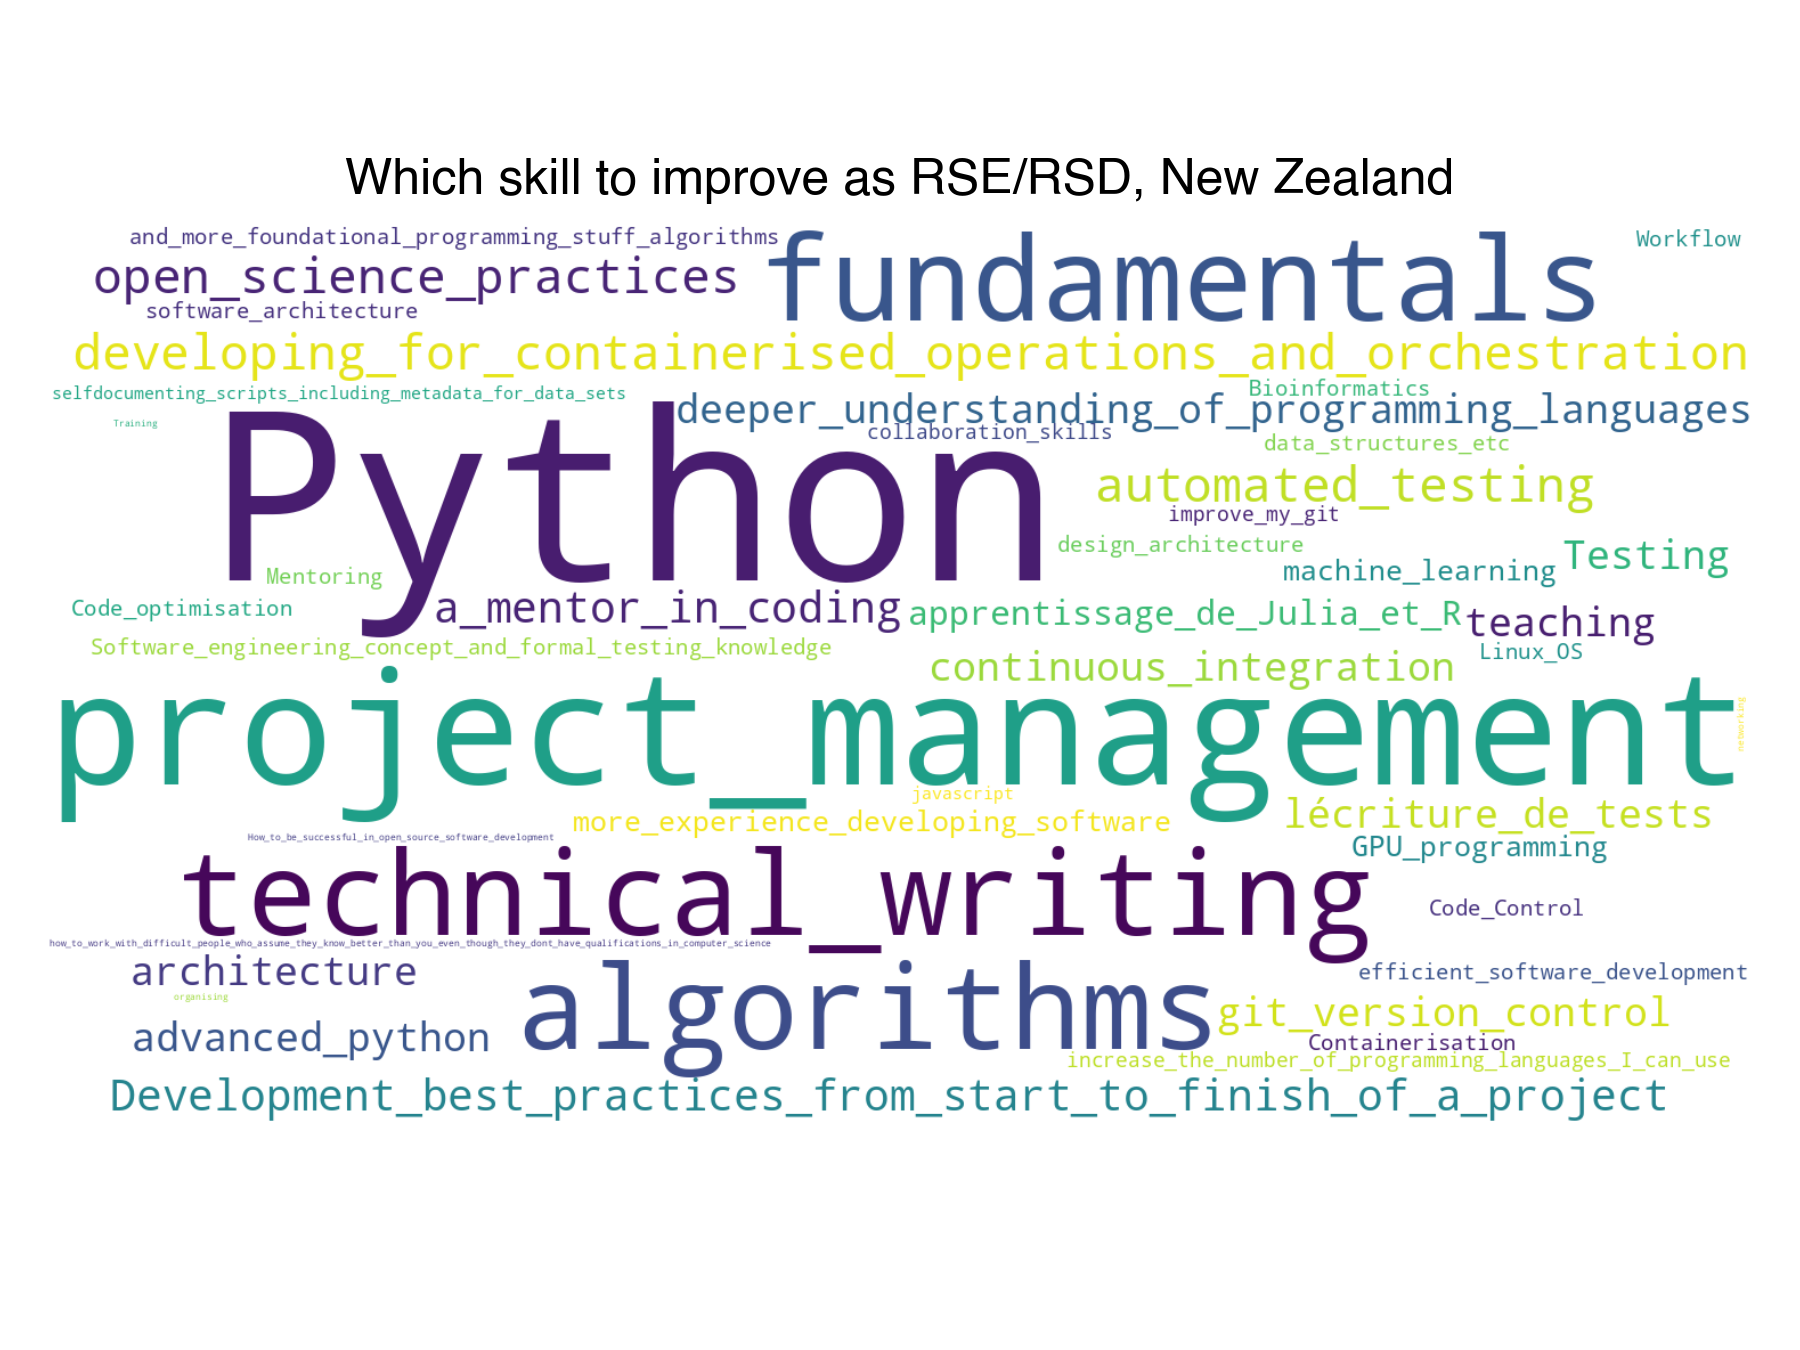 Which skill to improve as RSE/RSD, New Zealand
and_more_foundational_programming_stuff_algorithms
fundamentals
Workflow
open_science_practices
software_architecture
developing_for_containerised_operations_and_orchestration
selfdocumenting_scripts_including_metadata_for_data_sets
Bioinformatics
deeper_understanding_of_programming_languages
Training
collaboration_skills
data_structures_etc
Python
automated_testing
improve_my_git
design_architecture
Testing
machine_learning
Mentoring
Code_optimisation
a_mentor_in_coding
apprentissage_de_Julia_et_R
teaching
Software_engineering_concept_and_formal_testing_knowledge
Linux_OS
continuous_integration
project_management
networking
javascript
more_experience_developing_software
lécriture_de_tests
How_to_be_successful_in_open_source_software_development
GPU_programming
technical_writing
Code_Control
how_to_work_with_difficult_people_who_assume_they_know_better_than_you_even_though_they_dont_have_qualifications_in_computer_science
architecture
efficient_software_development
organising
algorithms
git_version_control
advanced_python
Containerisation
increase_the_number_of_programming_languages_I_can_use
Development_best_practices_from_start_to_finish_of_a_project